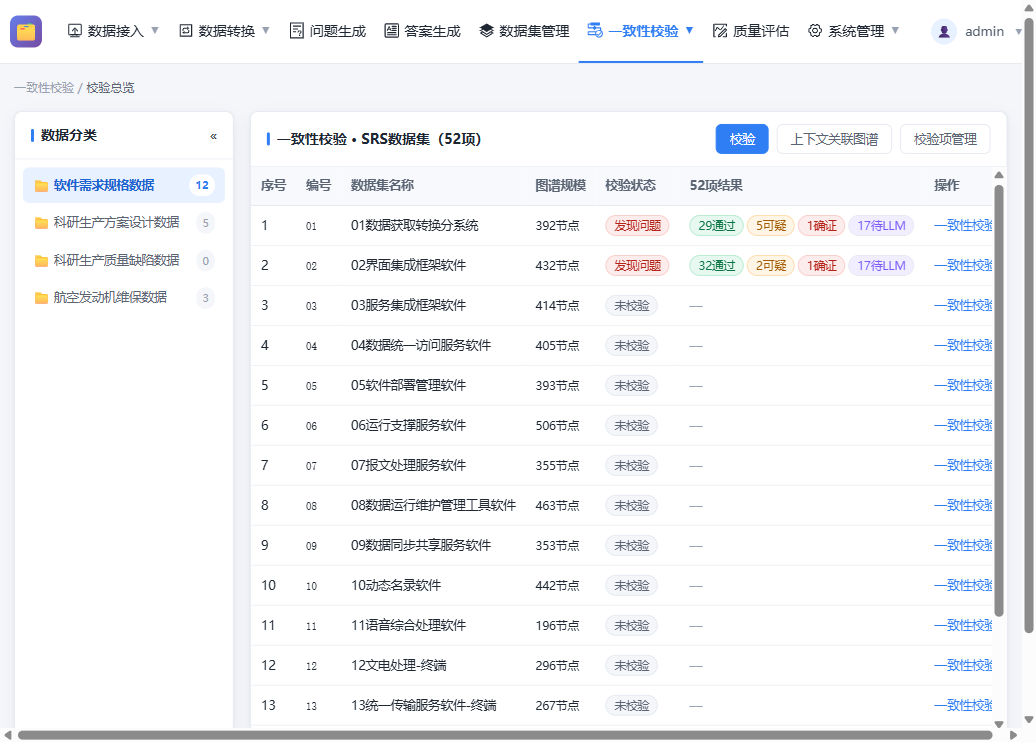 数据接入 ▼ 数据转换 ▼ 问题生成 答案生成 数据集管理 一致性校验 ▼ 质量评估 系统管理 ▼ admin ▼
一致性校验 / 校验总览
数据分类 «
软件需求规格数据 12
科研生产方案设计数据 5
科研生产质量缺陷数据 0
航空发动机维保数据 3
一致性校验 • SRS数据集（52项） 校验 上下文关联图谱 校验项管理
序号 编号 数据集名称 图谱规模 校验状态 52项结果 操作
1 01 01数据获取转换分系统 392节点 发现问题 29通过 5可疑 1确证 17待LLM 一致性校验
2 02 02界面集成框架软件 432节点 发现问题 32通过 2可疑 1确证 17待LLM 一致性校验
3 03 03服务集成框架软件 414节点 未校验 — 一致性校验
4 04 04数据统一访问服务软件 405节点 未校验 — 一致性校验
5 05 05软件部署管理软件 393节点 未校验 — 一致性校验
6 06 06运行支撑服务软件 506节点 未校验 — 一致性校验
7 07 07报文处理服务软件 355节点 未校验 — 一致性校验
8 08 08数据运行维护管理工具软件 463节点 未校验 — 一致性校验
9 09 09数据同步共享服务软件 353节点 未校验 — 一致性校验
10 10 10动态名录软件 442节点 未校验 — 一致性校验
11 11 11语音综合处理软件 196节点 未校验 — 一致性校验
12 12 12文电处理-终端 296节点 未校验 — 一致性校验
13 13 13统一传输服务软件-终端 267节点 未校验 — 一致性校验